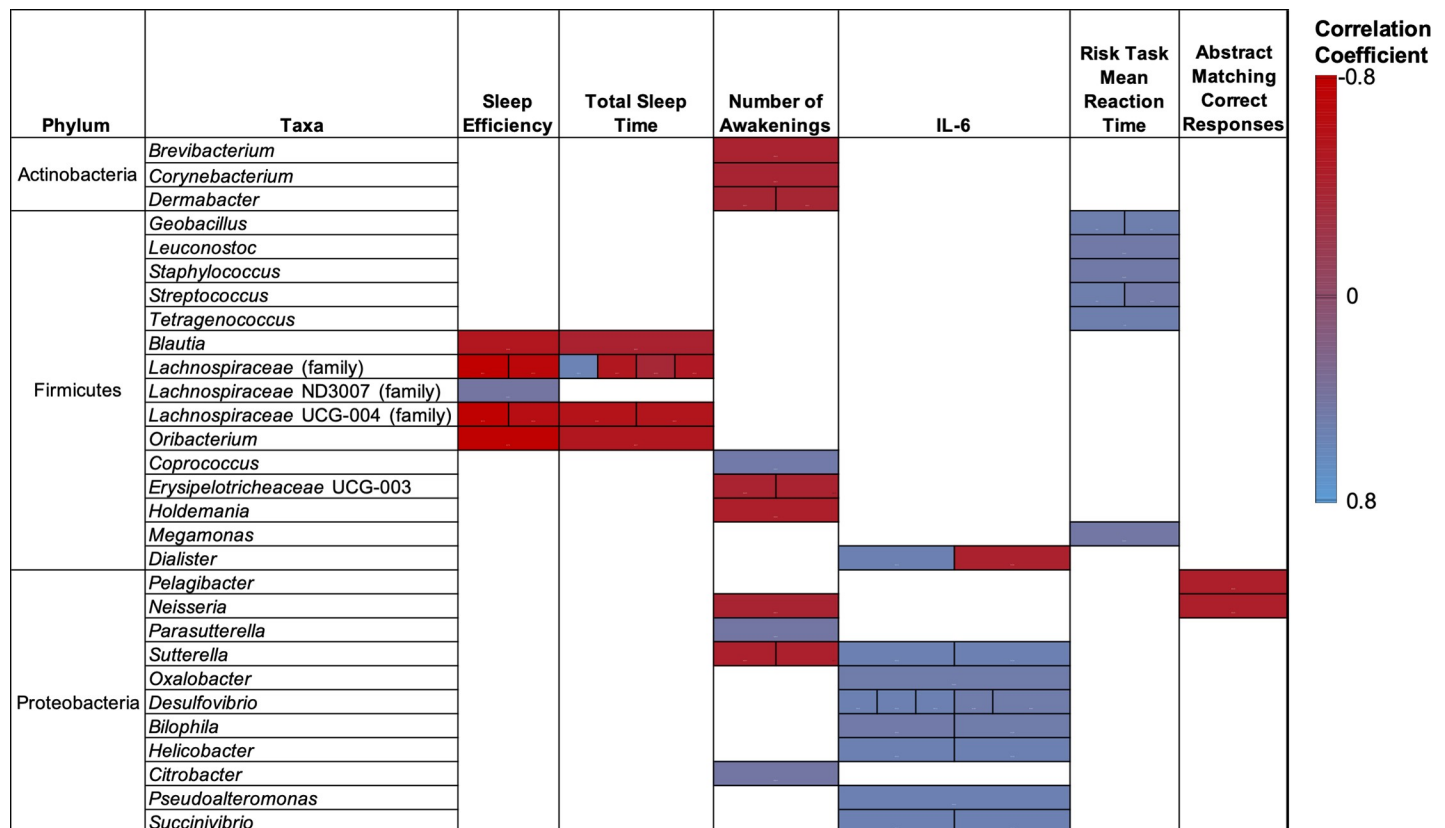 Correlation
Coefficient
-0.8
0
0.8
Phylum Taxa Sleep Efficiency Total Sleep Time Number of Awakenings IL-6 Risk Task Mean Reaction Time Abstract Matching Correct Responses
Actinobacteria
Brevibacterium
Corynebacterium
Dermabacter
Firmicutes
Geobacillus
Leuconostoc
Staphylococcus
Streptococcus
Tetragenococcus
Blautia
Lachnospiraceae (family)
Lachnospiraceae ND3007 (family)
Lachnospiraceae UCG-004 (family)
Oribacterium
Coprococcus
Erysipelotricheaceae UCG-003
Holdemania
Megamonas
Dialister
Proteobacteria
Pelagibacter
Neisseria
Parasutterella
Sutterella
Oxalobacter
Desulfovibrio
Bilophila
Helicobacter
Citrobacter
Pseudoalteromonas
Succinivibrio